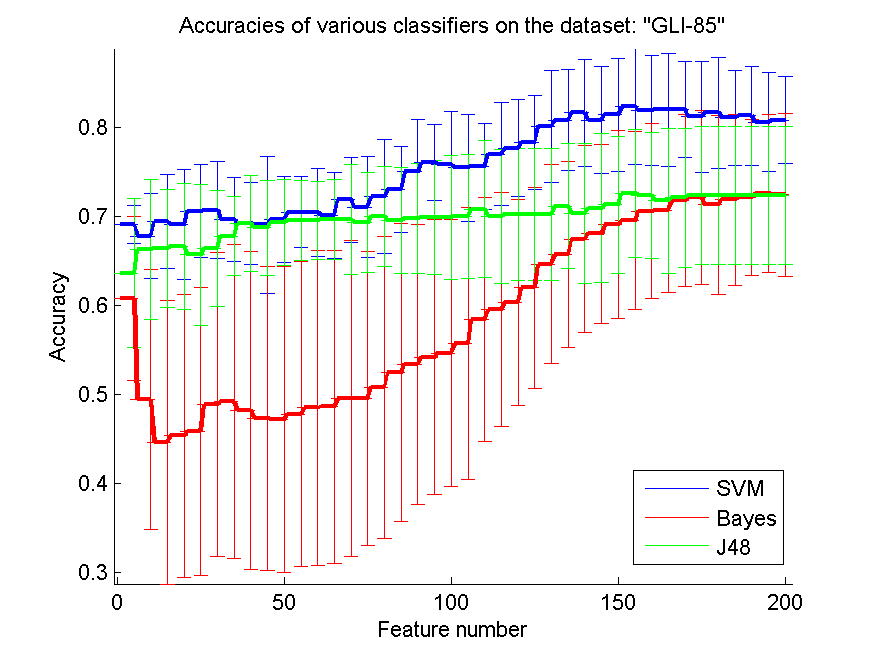 Accuracies of various classifiers on the dataset: "GLI-85"
Accuracy
0.8
0.7
0.6
0.5
0.4
0.3
SVM
Bayes
J48
0 50 100 150 200
Feature number